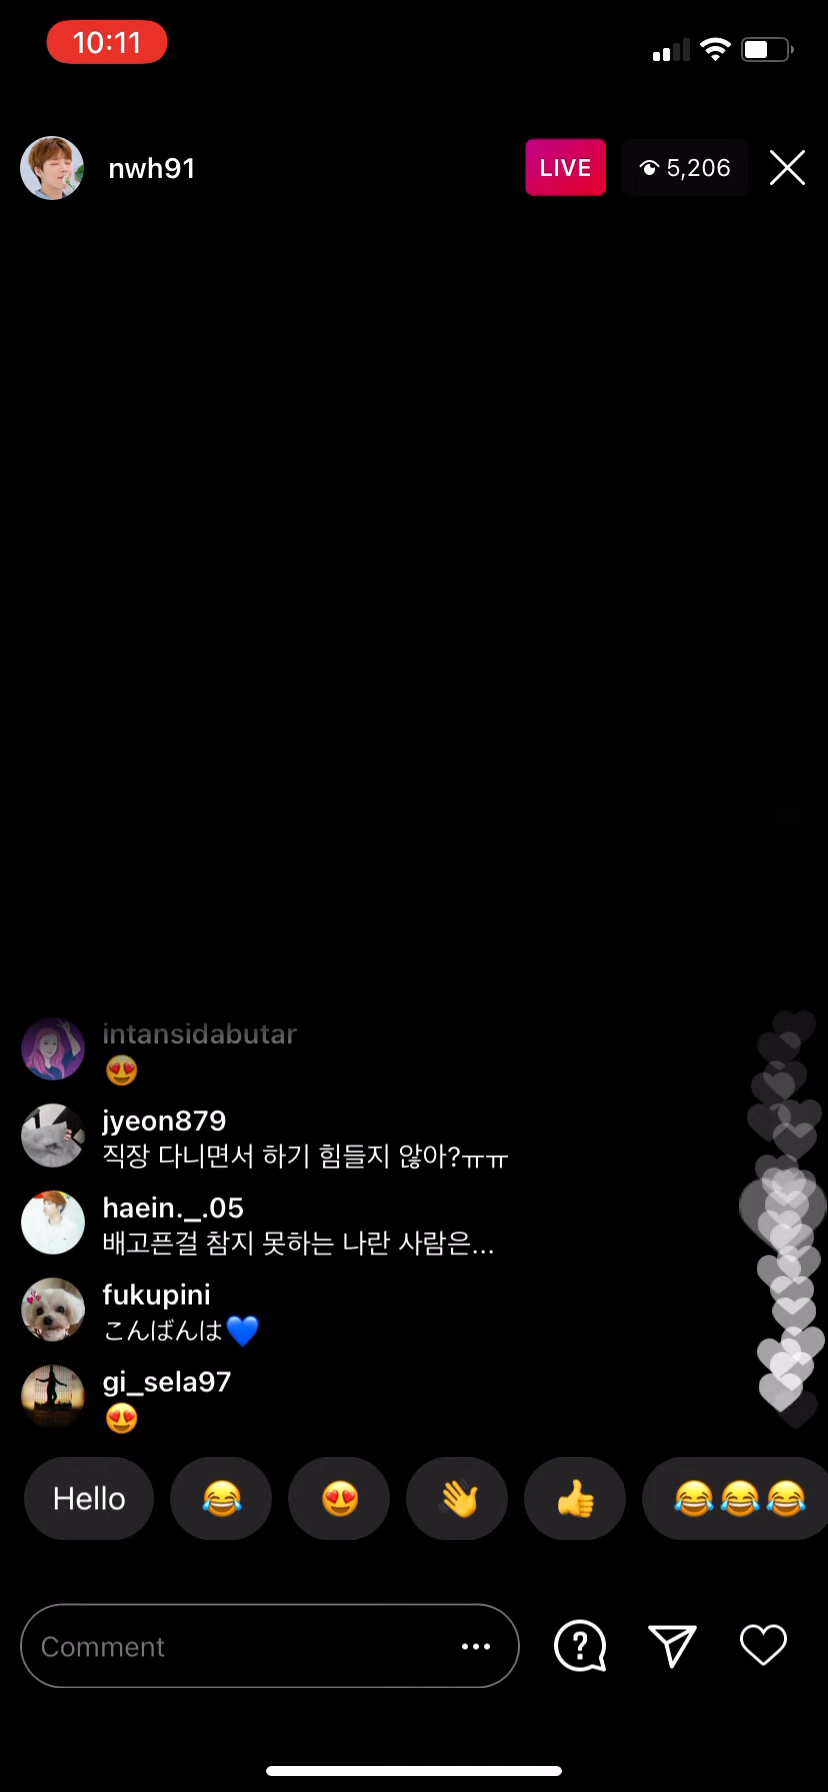 10:11
nwh91
LIVE
5,206
intansidabutar
😍
jyeon879
직장 다니면서 하기 힘들지 않아?ㅠㅠ
haein._.05
배고픈걸 참지 못하는 나란 사람은...
fukupini
こんばんは💙
gi_sela97
😍
Hello 😂 😍 👋 👍 😂😂😂
Comment